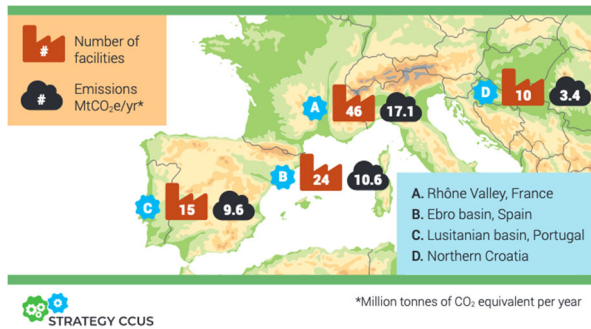 #
Number of
facilities
#
Emissions
MtCO₂e/yr*
A
46
17.1
D
10
3.4
B
24
10.6
C
15
9.6
A. Rhône Valley, France
B. Ebro basin, Spain
C. Lusitanian basin, Portugal
D. Northern Croatia
*Million tonnes of CO₂ equivalent per year
STRATEGY CCUS